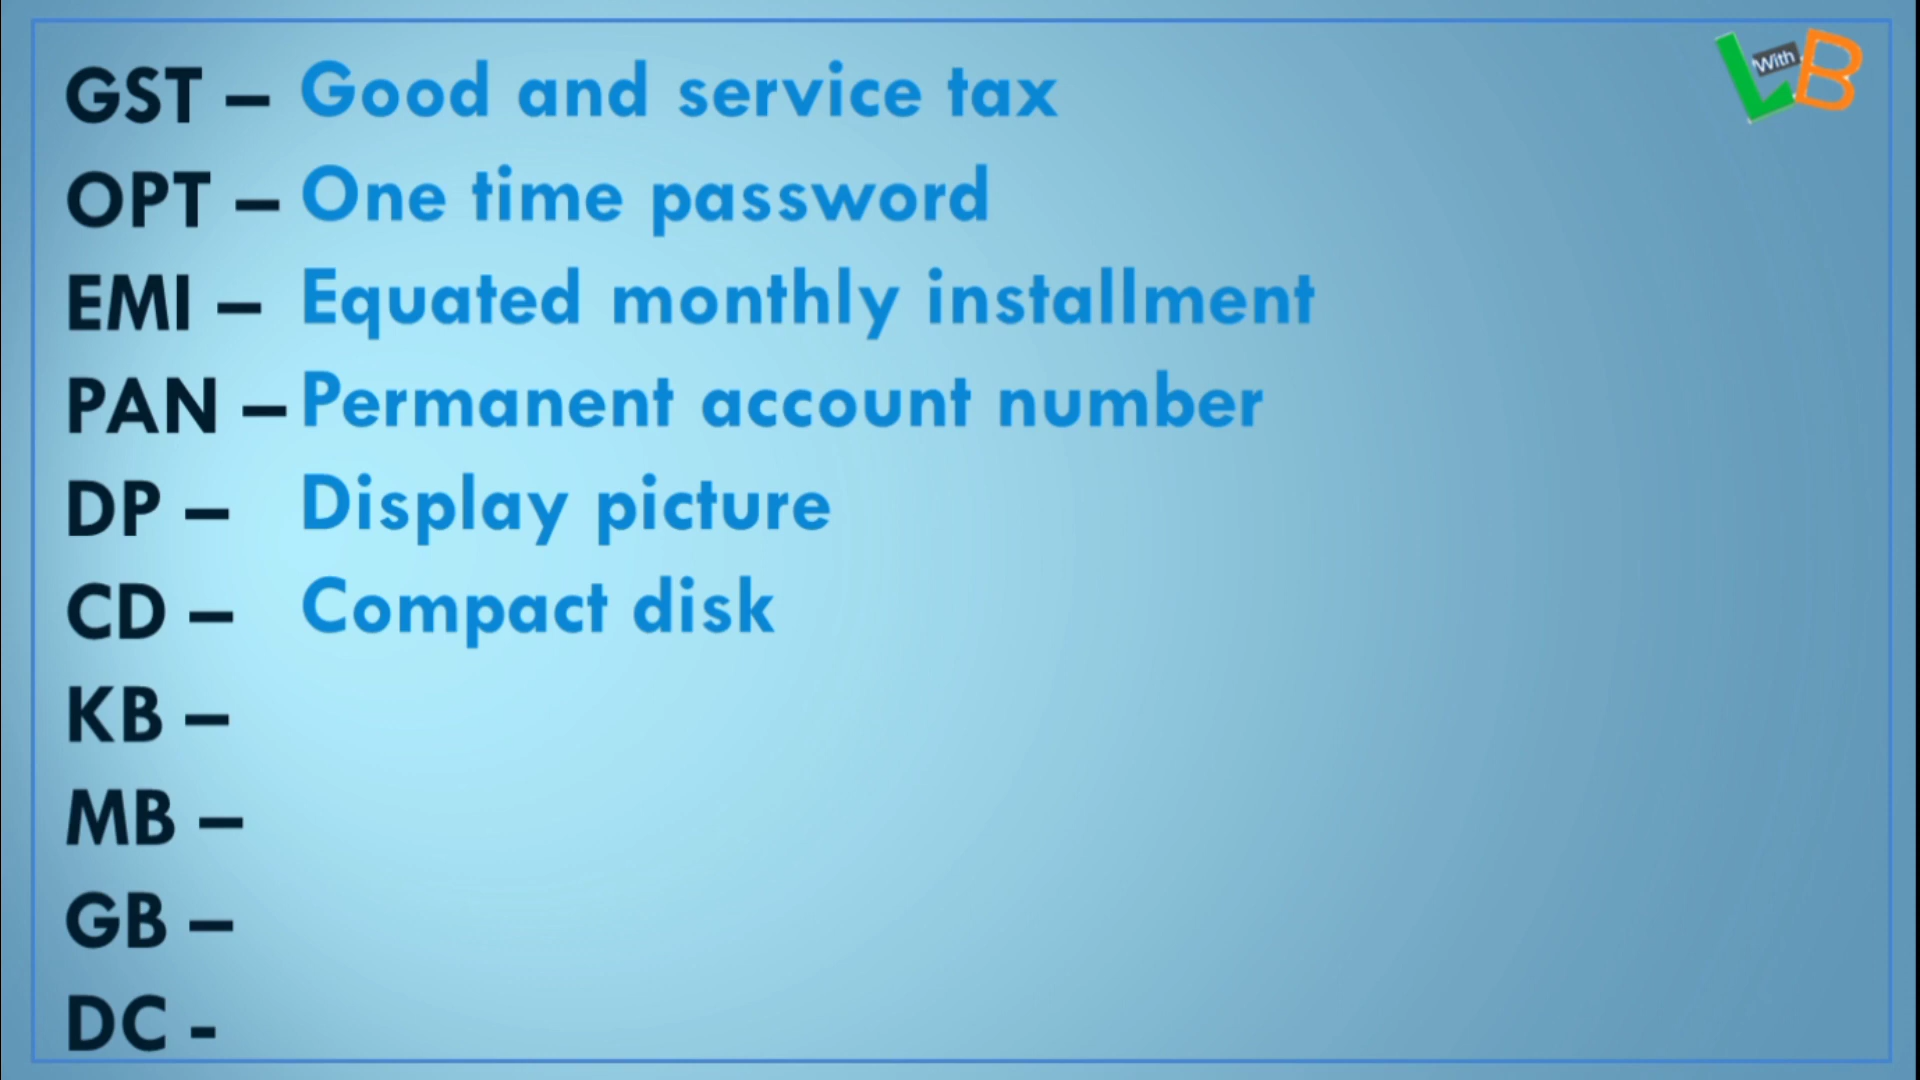 GST – Good and service tax
OPT – One time password
EMI – Equated monthly installment
PAN – Permanent account number
DP – Display picture
CD – Compact disk
KB –
MB –
GB –
DC -
L With B